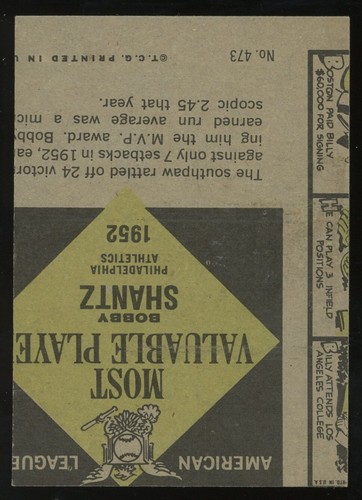 AMERICAN LEAGUE
MOST
VALUABLE PLAYE
BOBBY
SHANTZ
PHILADELPHIA
ATHLETICS
1952
The southpaw rattled off 24 victor
against only 7 setbacks in 1952, ea
ing him the M.V.P. award. Bobby
earned run average was a micr
scopic 2.45 that year.
No. 473
©T.C.G. PRINTED IN U
BOSTON PAID BILLY
$60,000 FOR SIGNING
HE CAN PLAY 3 INFIELD
POSITIONS
BILLY ATTENDS LOS
ANGELES COLLEGE